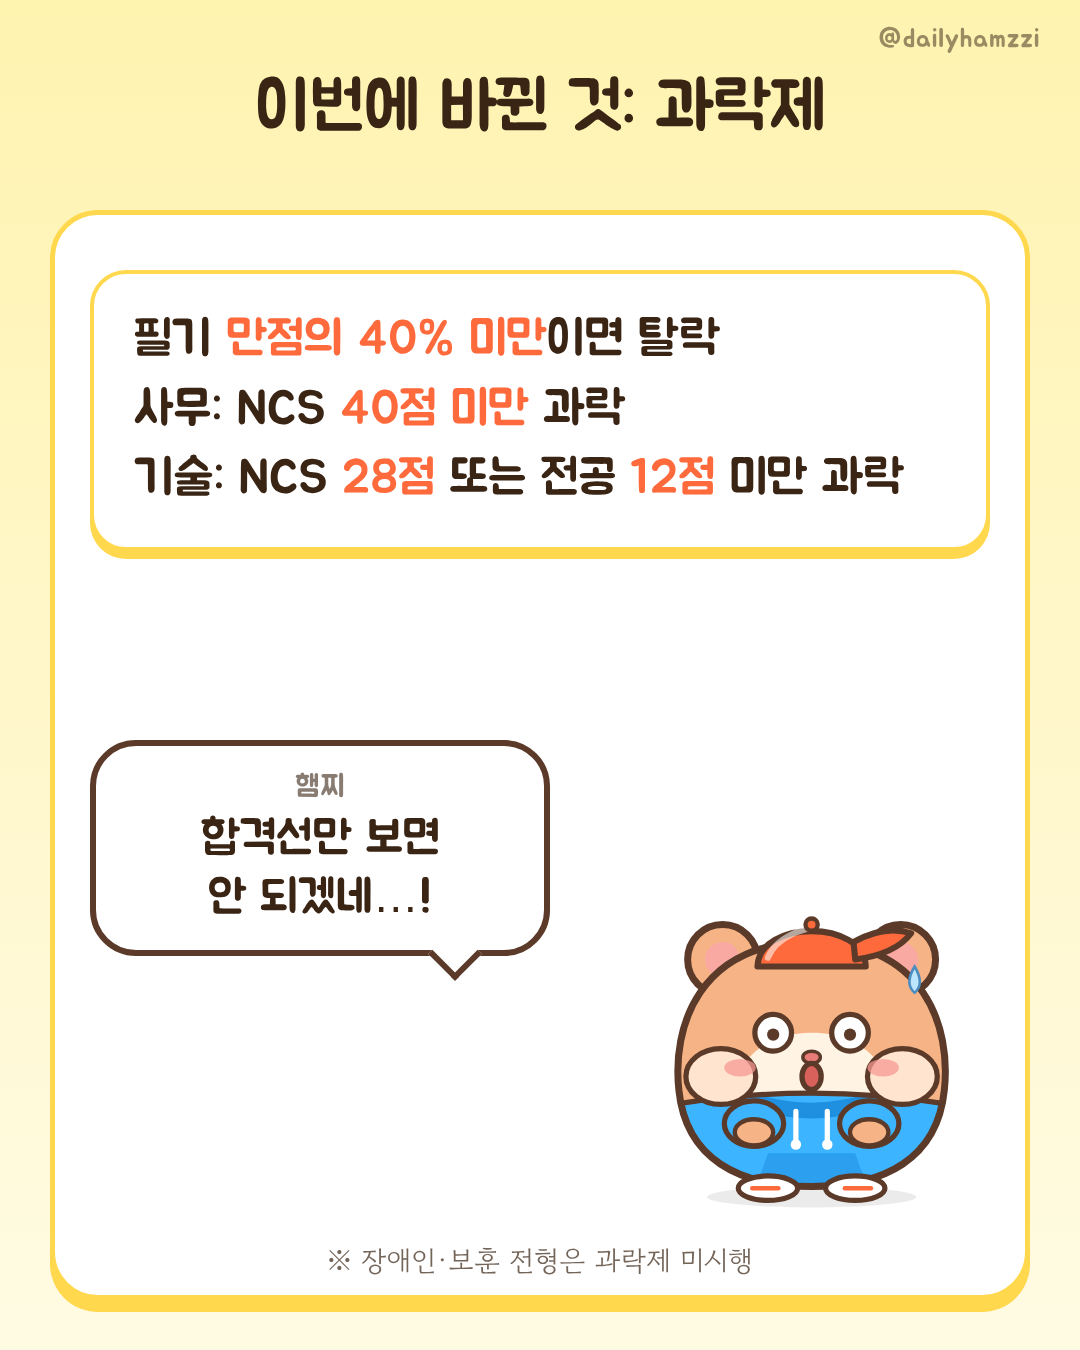 @dailyhamzzi
이번에 바뀐 것: 과락제
필기 만점의 40% 미만이면 탈락
사무: NCS 40점 미만 과락
기술: NCS 28점 또는 전공 12점 미만 과락
햄찌
합격선만 보면
안 되겠네...!
※ 장애인·보훈 전형은 과락제 미시행